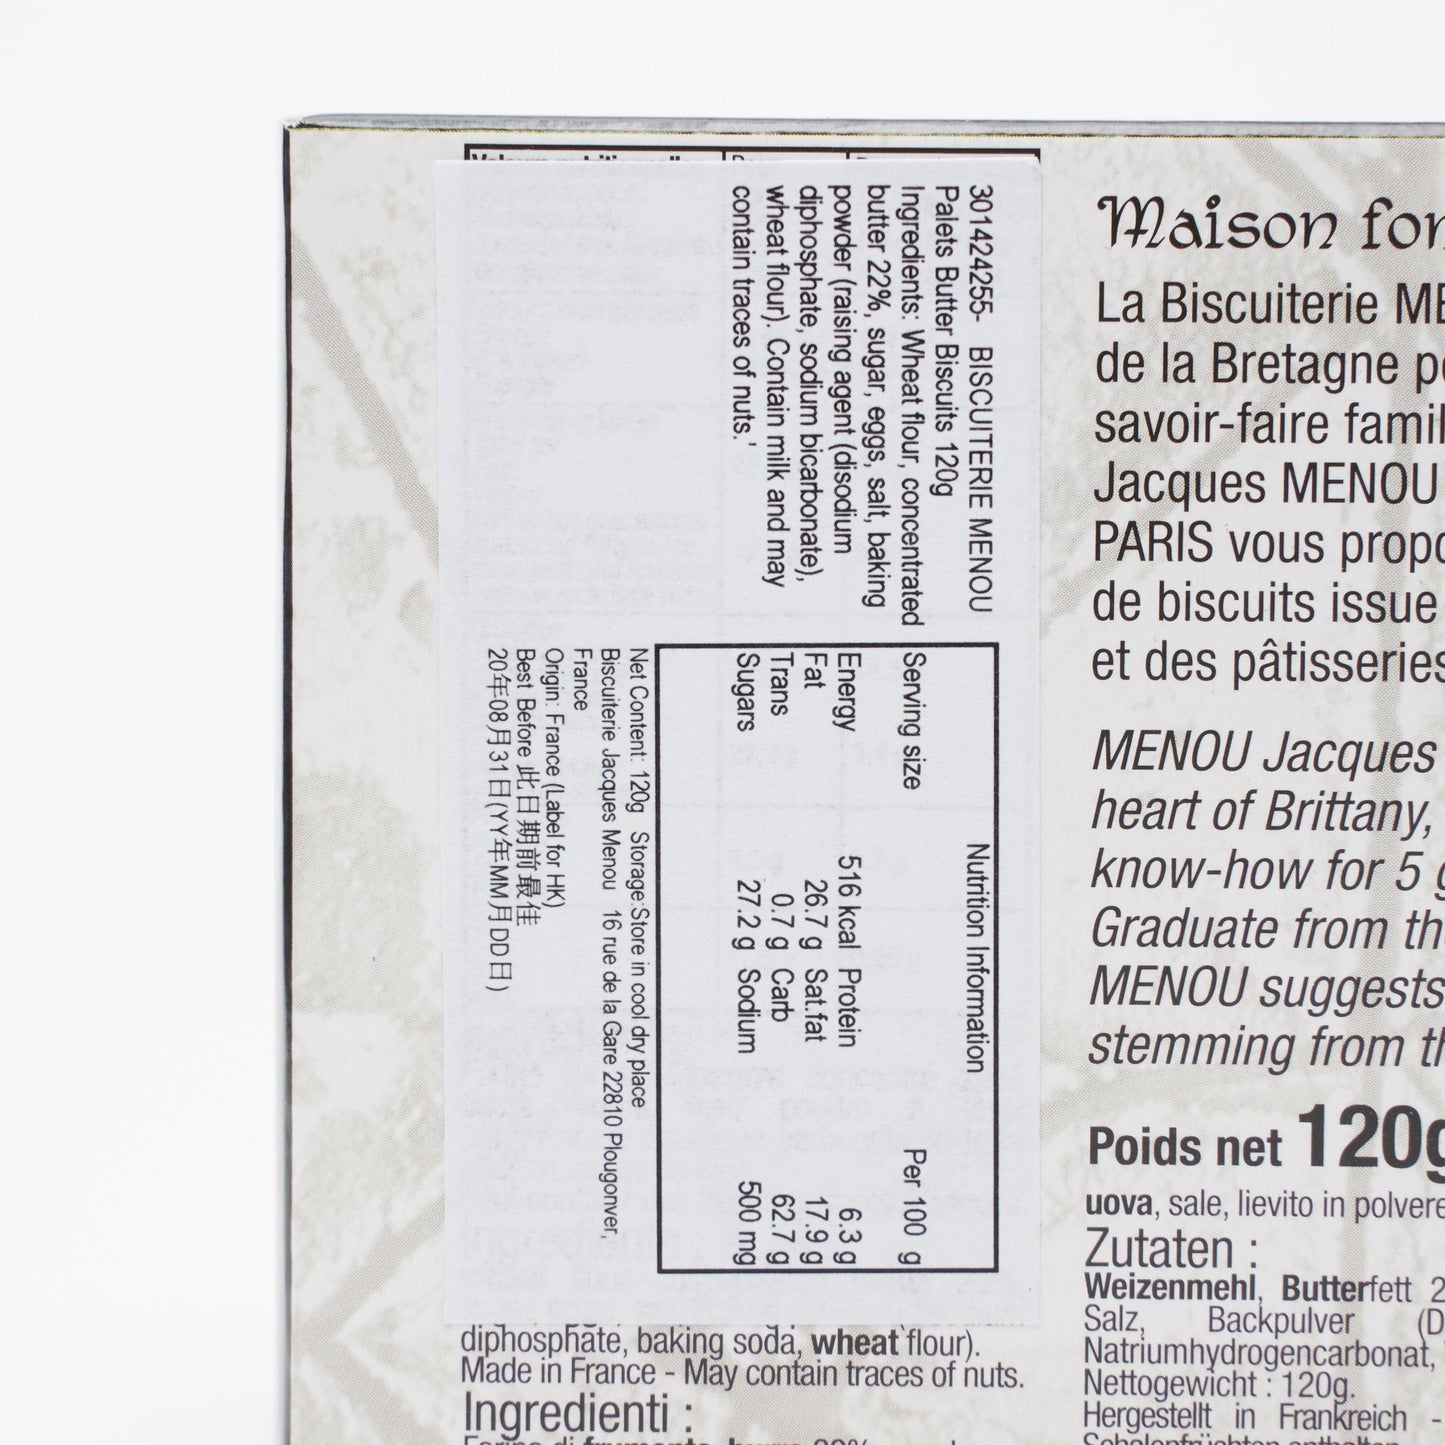 301424255- BISCUITERIE MENOU
Palets Butter Biscuits 120g
Ingredients: Wheat flour, concentrated
butter 22%, sugar, eggs, salt, baking
powder (raising agent (disodium
diphosphate, sodium bicarbonate),
wheat flour). Contain milk and may
contain traces of nuts.'
Nutrition Information
Serving size Per 100 g
Energy 516 kcal Protein 6.3 g
Fat 26.7 g Sat.fat 17.9 g
Trans 0.7 g Carb 62.7 g
Sugars 27.2 g Sodium 500 mg
Net Content: 120g Storage:Store in cool dry place
Biscuiterie Jacques Menou 16 rue de la Gare 22810 Plougonver,
France
Origin: France (Label for HK)
Best Before 此日期前最佳
20年08月31日(YY年MM月DD日)
diphosphate, baking soda, wheat flour).
Made in France - May contain traces of nuts.
Ingredienti :
Maison fon
La Biscuiterie ME
de la Bretagne p
savoir-faire famil
Jacques MENOU
PARIS vous propo
de biscuits issue
et des pâtisseries
MENOU Jacques
heart of Brittany,
know-how for 5 g
Graduate from th
MENOU suggests
stemming from th
Poids net 120g
uova, sale, lievito in polvere
Zutaten :
Weizenmehl, Butterfett 2
Salz, Backpulver (D
Natriumhydrogencarbonat,
Nettogewicht : 120g.
Hergestellt in Frankreich -